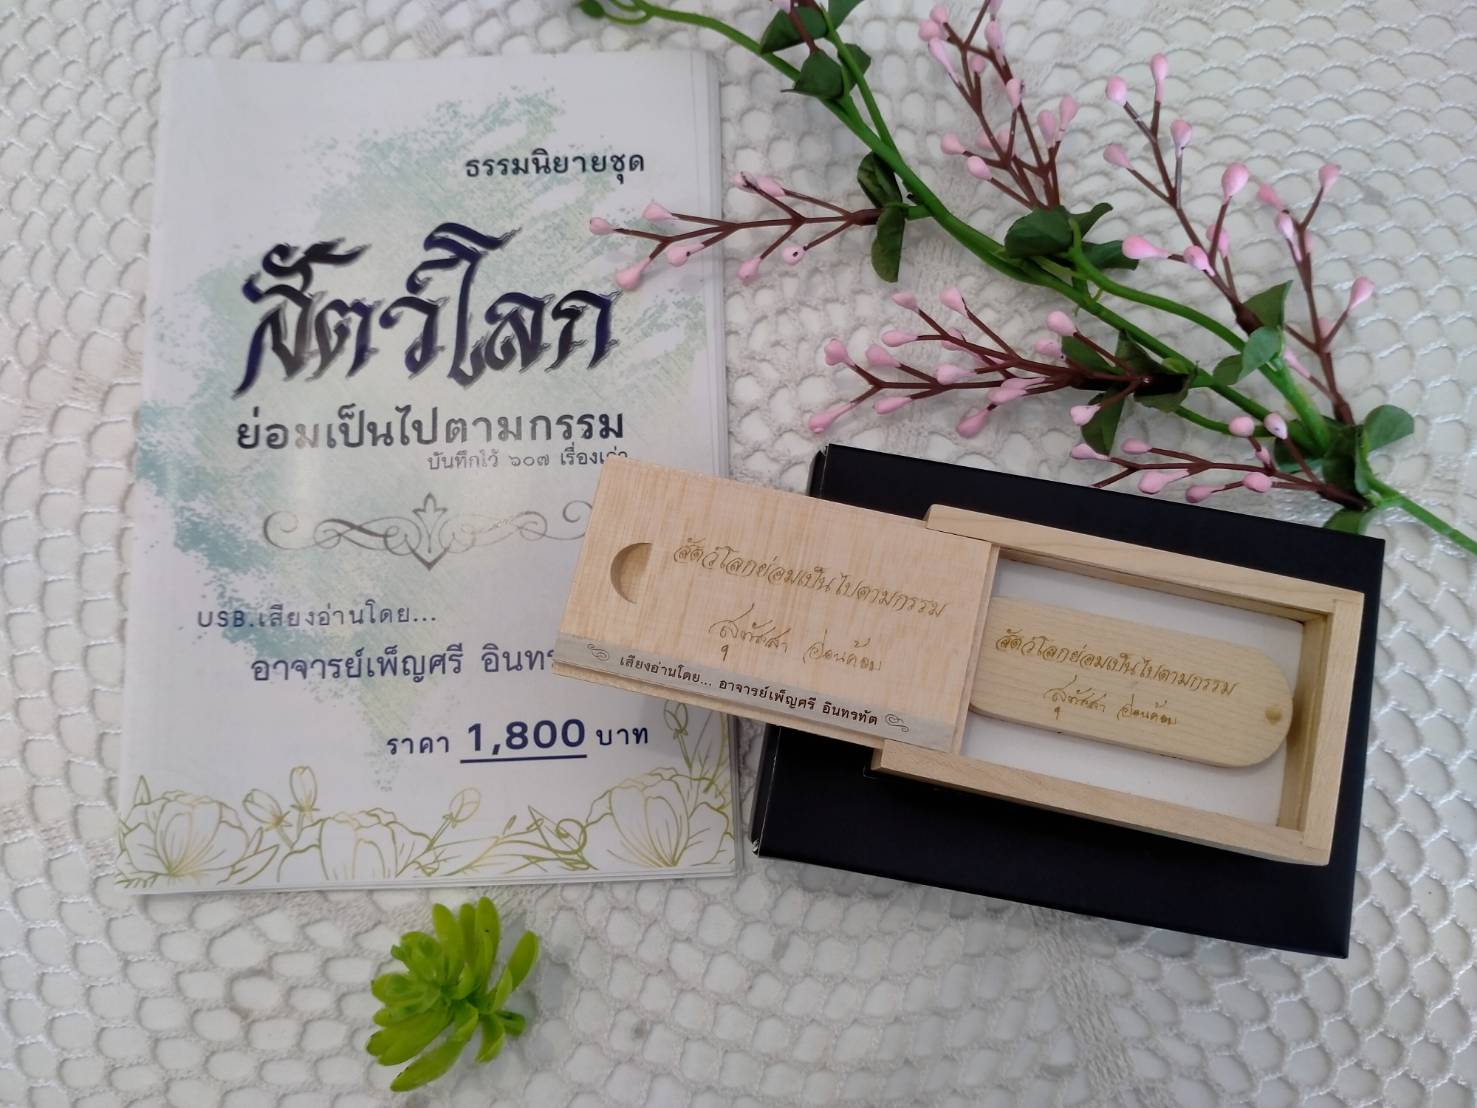 ธรรมนิยายชุด
สัตว์โลก
ย่อมเป็นไปตามกรรม
บันทึกไว้ ๖๐๗ เรื่อง
USB.เสียงอ่านโดย...
อาจารย์เพ็ญศรี อินทร
ราคา 1,800 บาท
สัตว์โลกย่อมเป็นไปตามกรรม
สุทัสสา อ่อนค้อม
เสียงอ่านโดย... อาจารย์เพ็ญศรี อินทรทัต
สัตว์โลกย่อมเป็นไปตามกรรม
สุทัสสา อ่อนค้อม